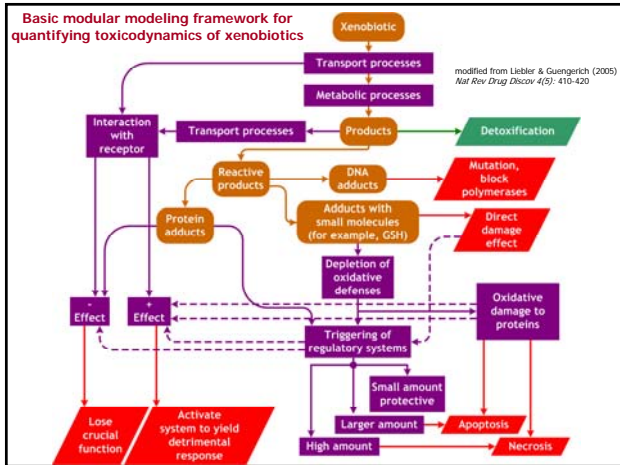 Basic modular modeling framework for
quantifying toxicodynamics of xenobiotics
Xenobiotic
modified from Liebler & Guengerich (2005)
Nat Rev Drug Discov 4(5): 410-420
Transport processes
Metabolic processes
Interaction
with
receptor
Transport processes
Products
Detoxification
Reactive
products
DNA
adducts
Mutation,
block
polymerases
Protein
adducts
Adducts with
small molecules
(for example, GSH)
Direct
damage
effect
Depletion of
oxidative
defenses
-
Effect
+
Effect
Oxidative
damage to
proteins
Triggering of
regulatory systems
Small amount
protective
Larger amount
Apoptosis
High amount
Necrosis
Lose
crucial
function
Activate
system to yield
detrimental
response